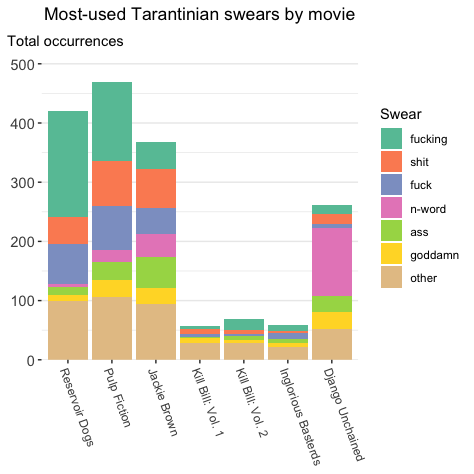 Most-used Tarantinian swears by movie
Total occurrences
500
400
300
200
100
0
Reservoir Dogs
Pulp Fiction
Jackie Brown
Kill Bill: Vol. 1
Kill Bill: Vol. 2
Inglorious Basterds
Django Unchained
Swear
fucking
shit
fuck
n-word
ass
goddamn
other